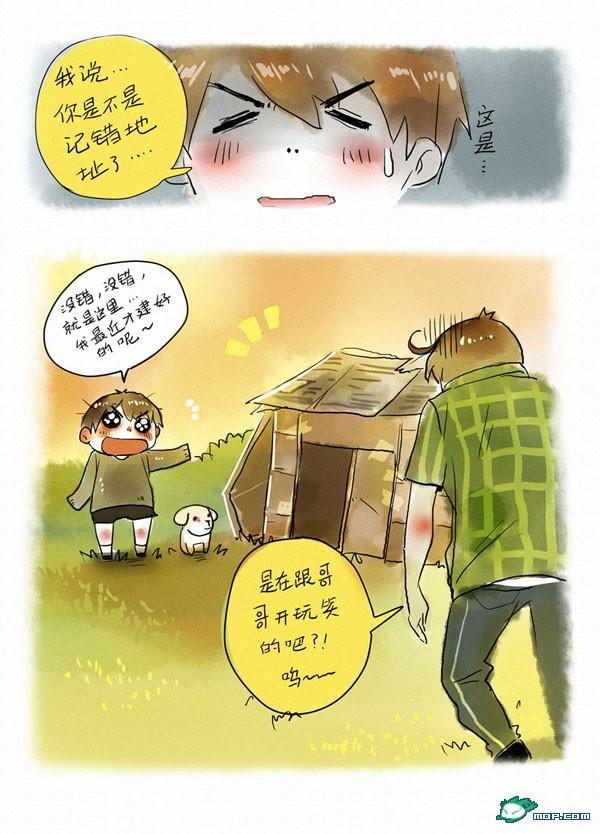 我说...
你是不是
记错地
址了....
这是...
没错,没错,
就是这里...
我最近才建好
的呢~
是在跟哥
哥开玩笑
的吧?!
呜~~
MOP.COM